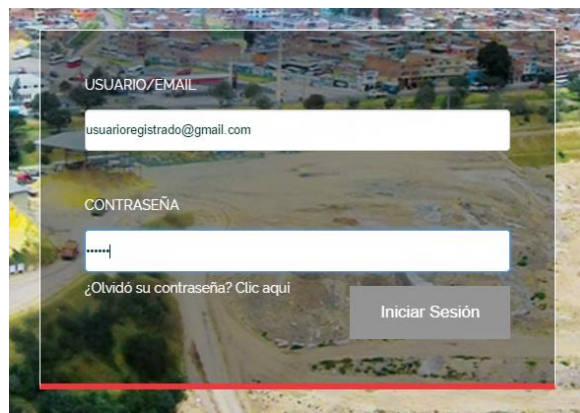 USUARIO/EMAIL
usuarioregistrado@gmail.com
CONTRASEÑA
••••••
¿Olvidó su contraseña? Clic aqui
Iniciar Sesión